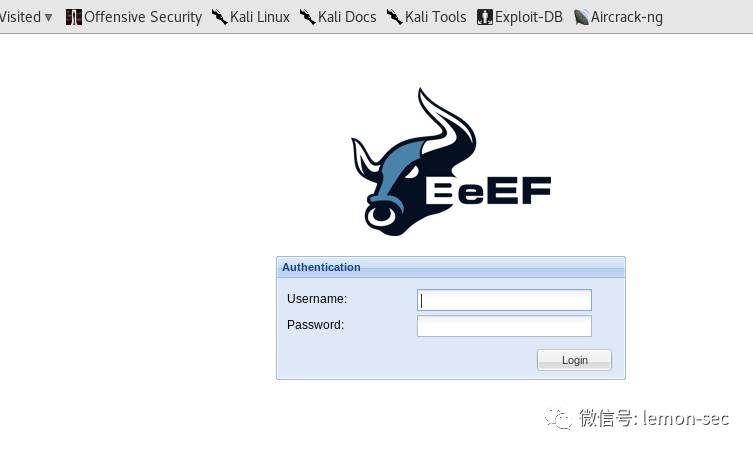 Visited Offensive Security Kali Linux Kali Docs Kali Tools Exploit-DB Aircrack-ng
BeEF
Authentication
Username:
Password:
Login
微信号: lemon-sec